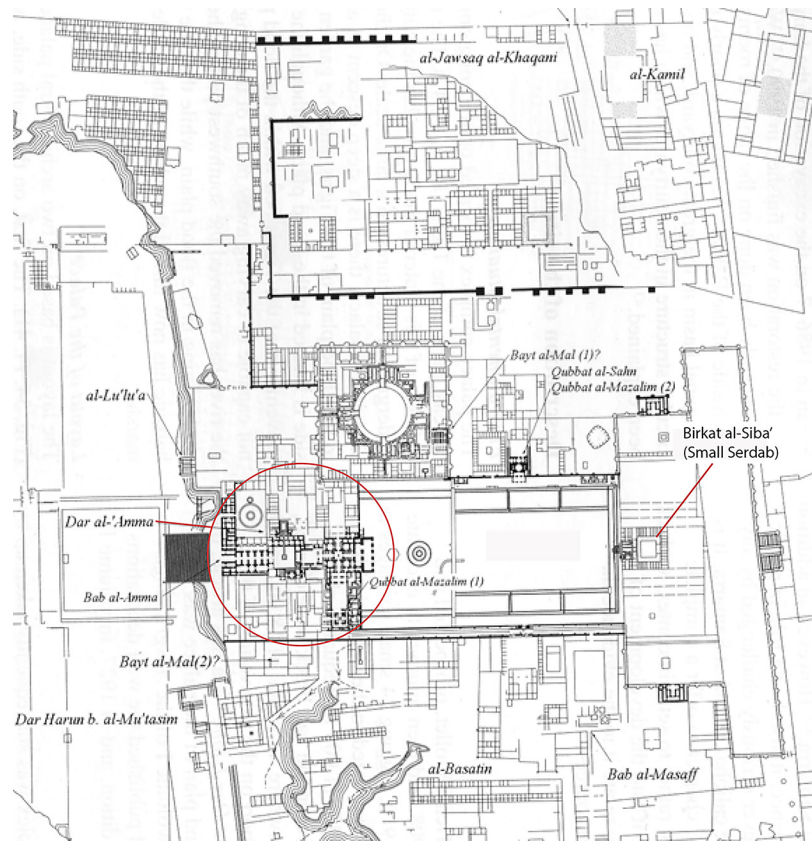 al-Jawsaq al-Khaqani
al-Kamil
Bayt al-Mal (1)?
Qubbat al-Sahn
Qubbat al-Mazalim (2)
al-Lu'lu'a
Birkat al-Siba'
(Small Serdab)
Dar al-'Amma
Bab al-Amma
Qubbat al-Mazalim (1)
Bayt al-Mal(2)?
Dar Harun b. al-Mu'tasim
al-Basatin
Bab al-Masaff